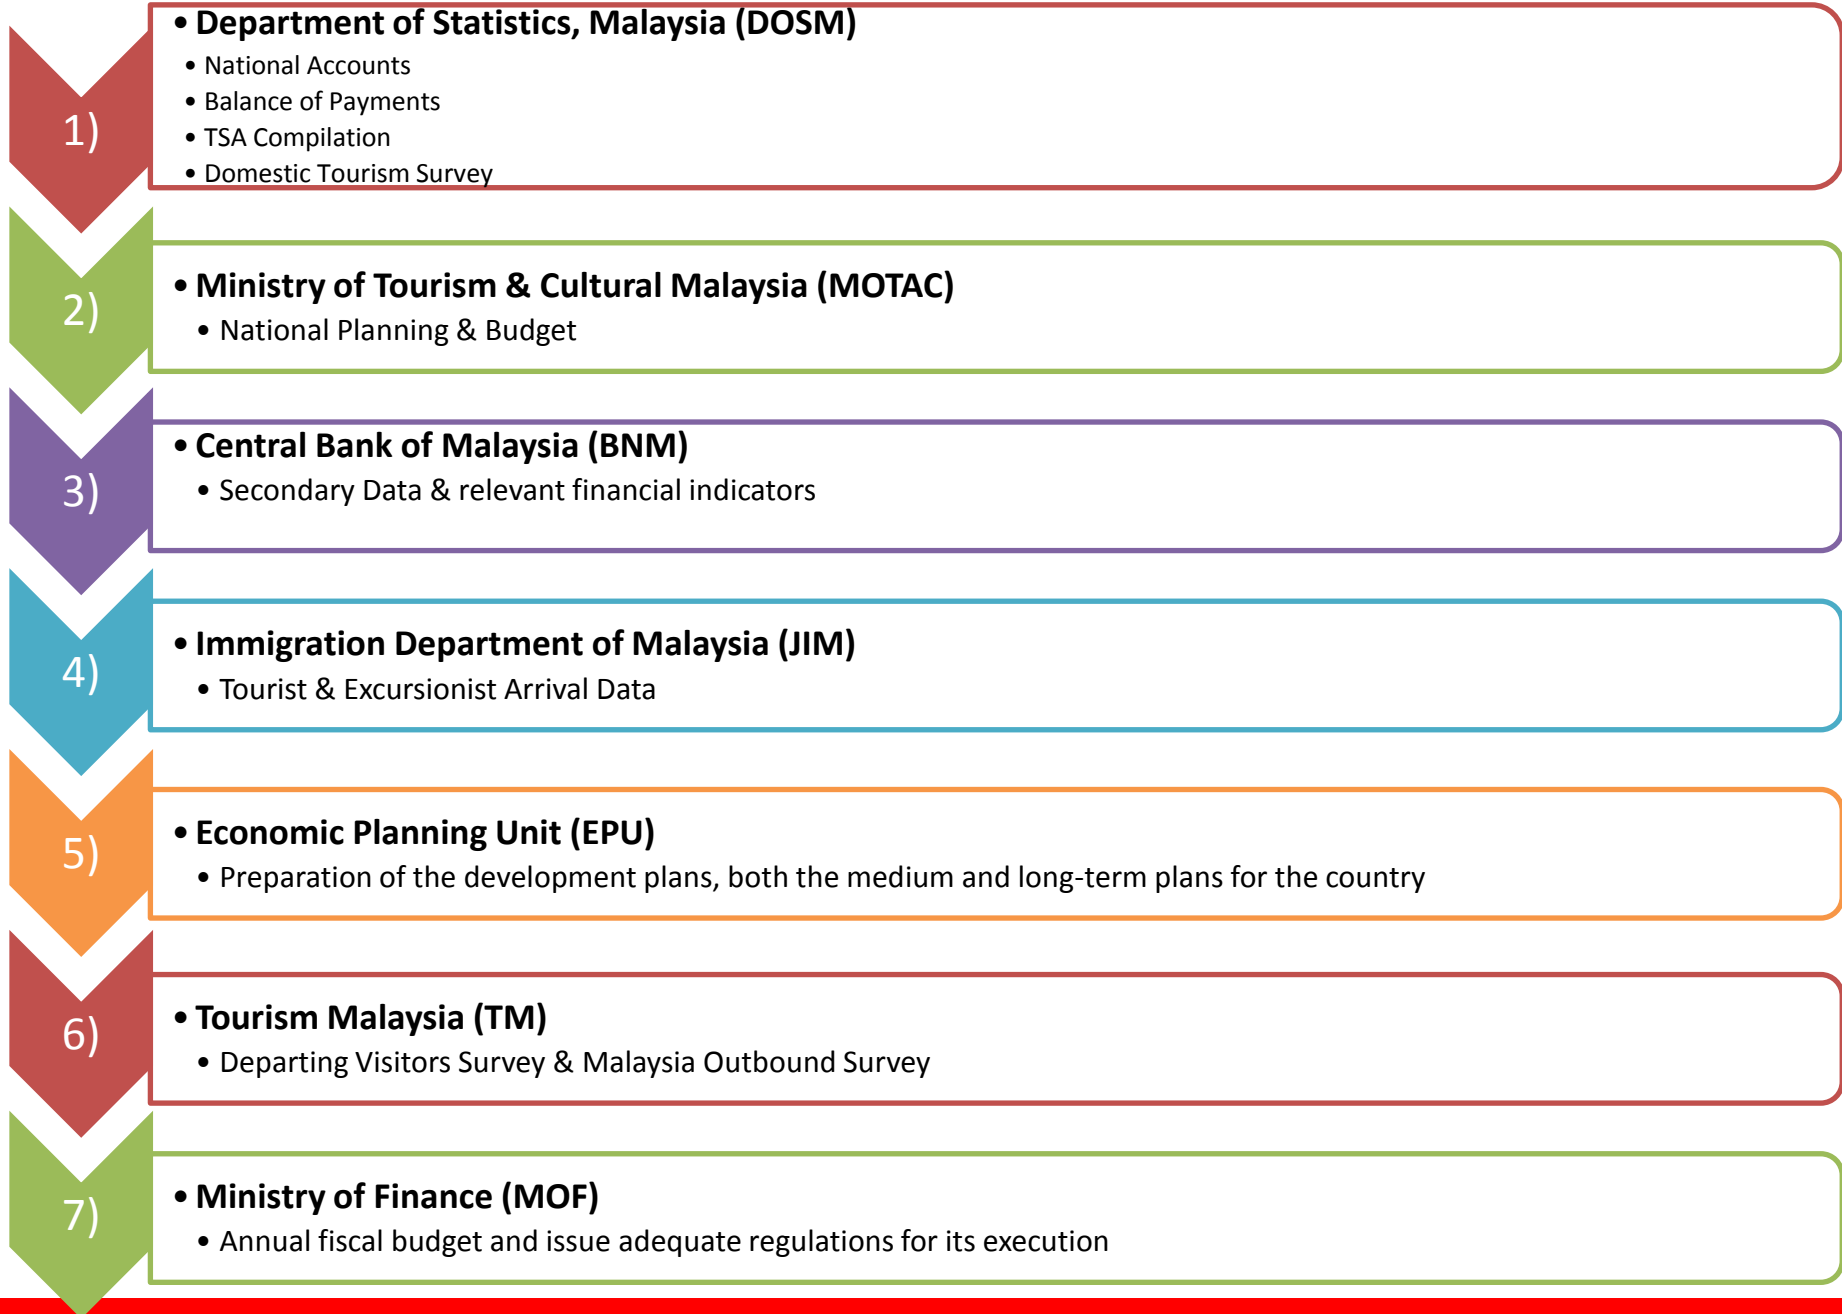 1)
• Department of Statistics, Malaysia (DOSM)
• National Accounts
• Balance of Payments
• TSA Compilation
• Domestic Tourism Survey
2)
• Ministry of Tourism & Cultural Malaysia (MOTAC)
• National Planning & Budget
3)
• Central Bank of Malaysia (BNM)
• Secondary Data & relevant financial indicators
4)
• Immigration Department of Malaysia (JIM)
• Tourist & Excursionist Arrival Data
5)
• Economic Planning Unit (EPU)
• Preparation of the development plans, both the medium and long-term plans for the country
6)
• Tourism Malaysia (TM)
• Departing Visitors Survey & Malaysia Outbound Survey
7)
• Ministry of Finance (MOF)
• Annual fiscal budget and issue adequate regulations for its execution